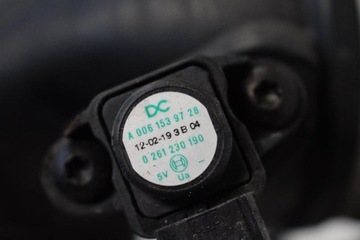 DC
A 006 153 97 28
12-02-19 3 B 04
0 261 230 190
5V Ua -